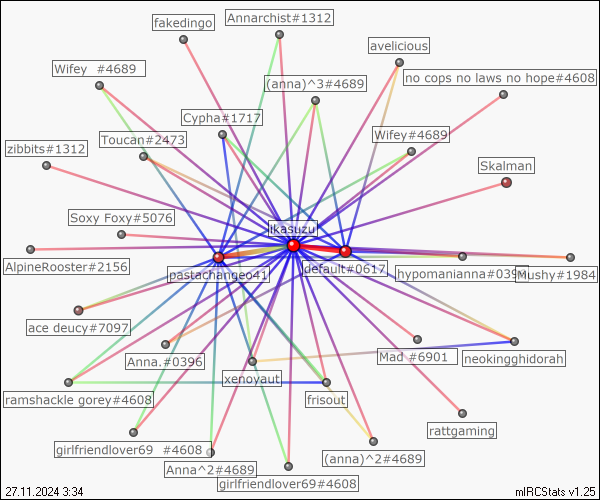 fakedingo
Annarchist#1312
avelicious
Wifey #4689
(anna)^3#4689
no cops no laws no hope#4608
Cypha#1717
Toucan#2473
Wifey#4689
zibbits#1312
Skalman
Soxy Foxy#5076
ikasuzu
AlpineRooster#2156
pastachangeo41
default#0617
hypomanianna#039
Mushy#1984
ace deucy#7097
Anna.#0396
Mad #6901
neokingghidorah
xenoyaut
ramshackle gorey#4608
frisout
rattgaming
girlfriendlover69 #4608
Anna^2#4689
(anna)^2#4689
girlfriendlover69#4608
27.11.2024 3:34
mIRCStats v1.25